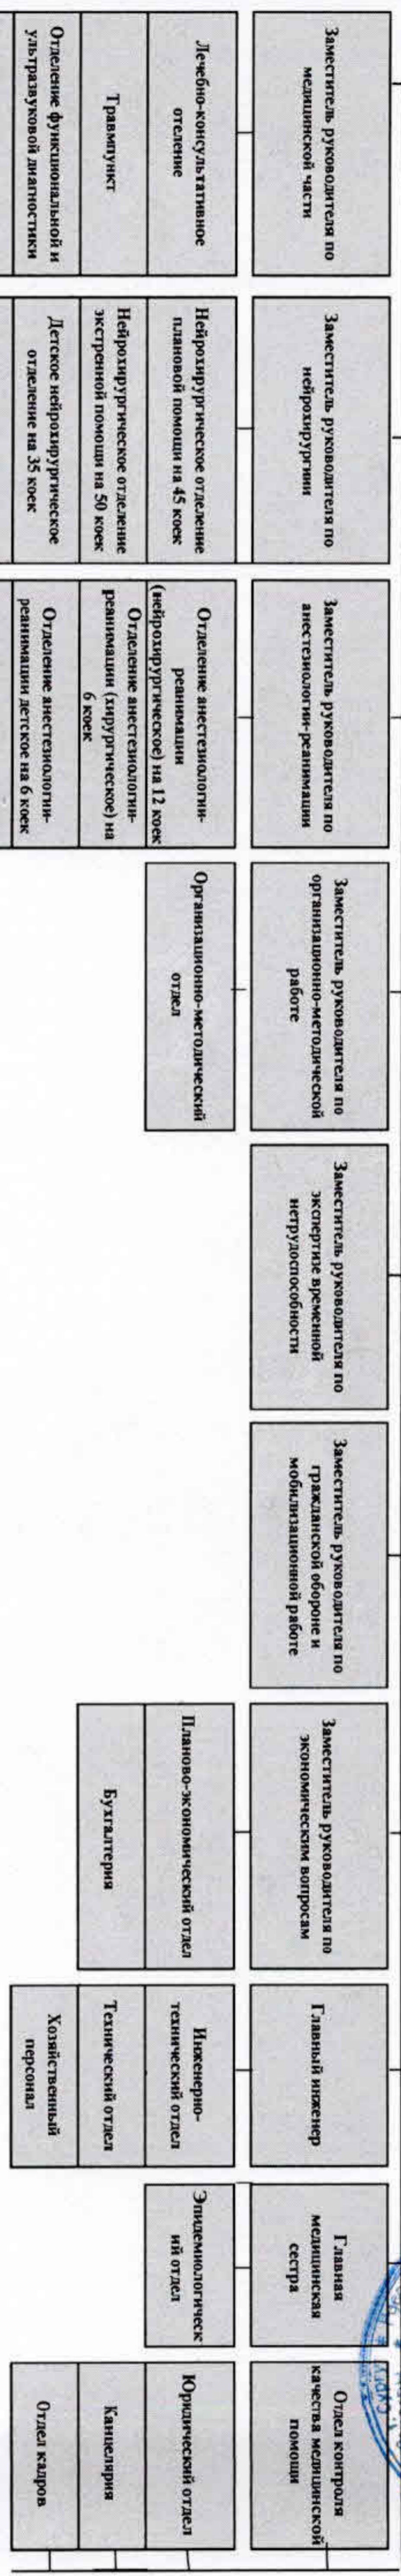 Заместитель руководителя по
медицинской части
Лечебно-консультативное
отеление
Травмпункт
Отделение функциональной и
ультразвуковой диагностики
Заместитель руководителя по
нейрохирургии
Нейрохирургическое отделение
плановой помощи на 45 коек
Нейрохирургическое отделение
экстренной помощи на 50 коек
Детское нейрохирургическое
отделение на 35 коек
Заместитель руководителя по
анестезиологии-реанимации
Отделение анестезиологии-
реанимации
(нейрохирургическое) на 12 коек
Отделение анестезиологии-
реанимации (хирургическое) на
6 коек
Отделение анестезиологии-
реанимации детское на 6 коек
Заместитель руководителя по
организационно-методической
работе
Организационно-методический
отдел
Заместитель руководителя по
экспертизе временной
нетрудоспособности
Заместитель руководителя по
гражданской обороне и
мобилизационной работе
Заместитель руководителя по
экономическим вопросам
Планово-экономический отдел
Бухгалтерия
Главный инженер
Инженерно-
технический отдел
Технический отдел
Хозяйственный
персонал
Главная
медицинская
сестра
Эпидемиологическ
ий отдел
Отдел контроля
качества медицинской
помощи
Юридический отдел
Канцелярия
Отдел кадров